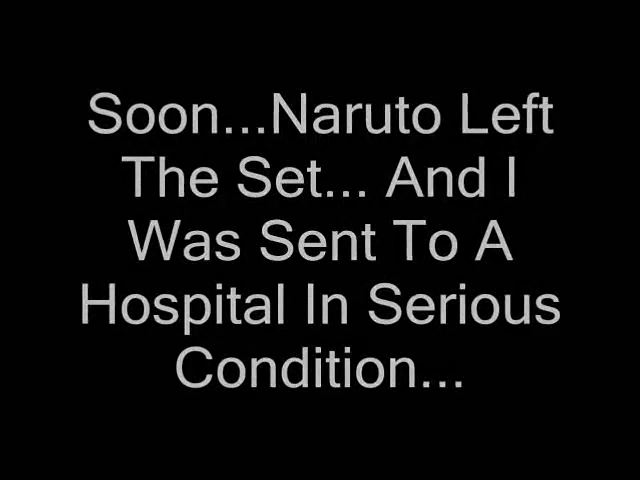 Soon...Naruto Left
The Set... And I
Was Sent To A
Hospital In Serious
Condition...